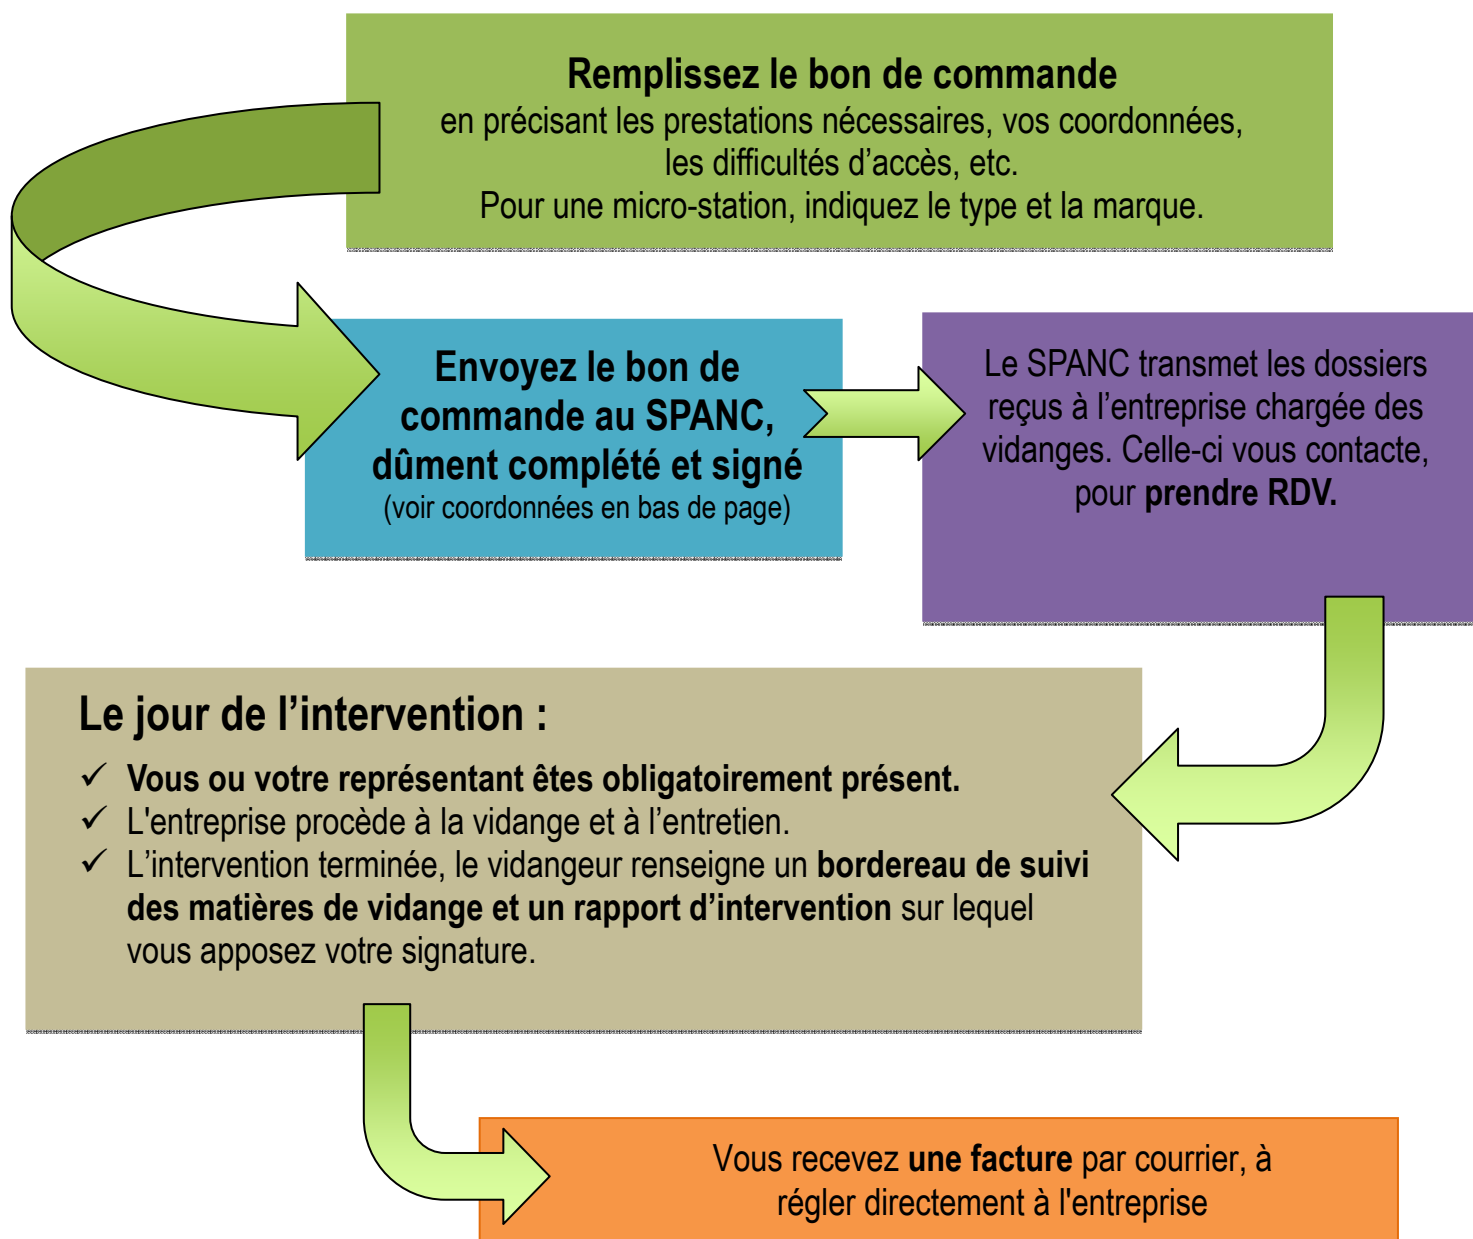 Remplissez le bon de commande
en précisant les prestations nécessaires, vos coordonnées,
les difficultés d’accès, etc.
Pour une micro-station, indiquez le type et la marque.
Envoyez le bon de
commande au SPANC,
dûment complété et signé
(voir coordonnées en bas de page)
Le SPANC transmet les dossiers
reçus à l’entreprise chargée des
vidanges. Celle-ci vous contacte,
pour prendre RDV.
Le jour de l’intervention :
✓ Vous ou votre représentant êtes obligatoirement présent.
✓ L'entreprise procède à la vidange et à l’entretien.
✓ L’intervention terminée, le vidangeur renseigne un bordereau de suivi
des matières de vidange et un rapport d’intervention sur lequel
vous apposez votre signature.
Vous recevez une facture par courrier, à
régler directement à l'entreprise